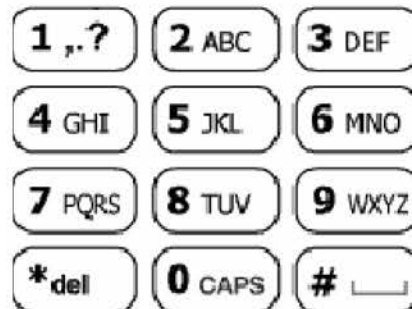 1 ,.? 2 ABC 3 DEF
4 GHI 5 JKL 6 MNO
7 PQRS 8 TUV 9 WXYZ
*del 0 CAPS #